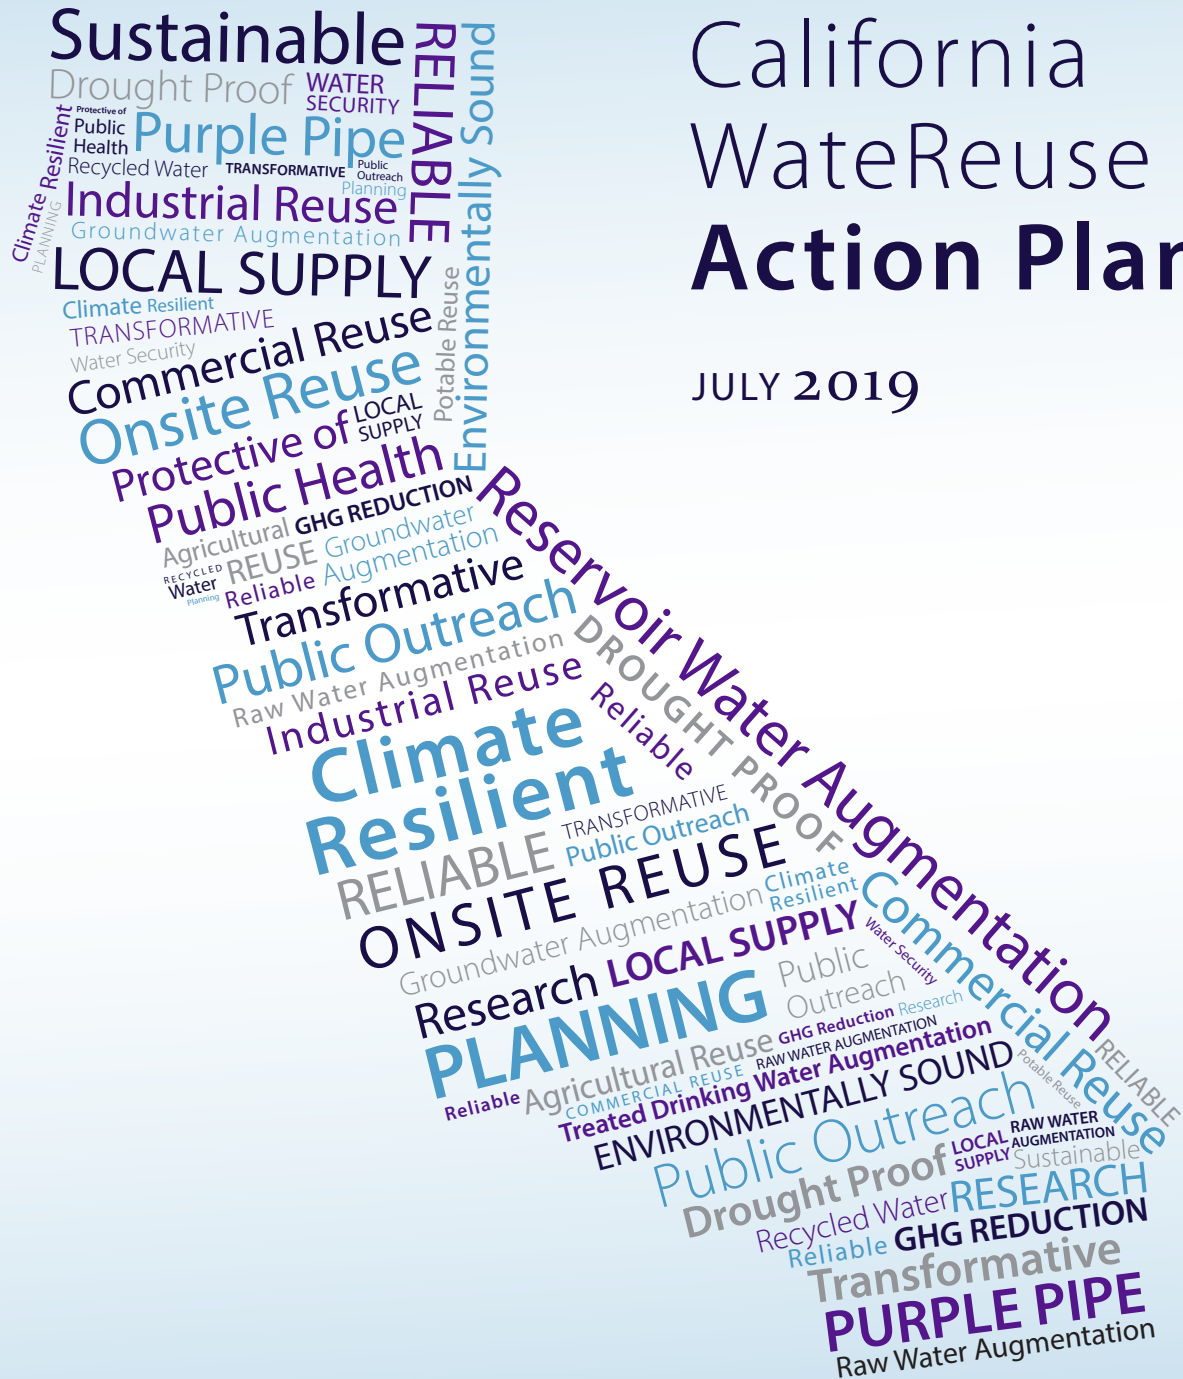 California
WateReuse
Action Plan
JULY 2019
Sustainable
RELIABLE
Environmentally Sound
Drought Proof
WATER
SECURITY
Climate Resilient
PLANNING
Protective of
Public
Health
Purple Pipe
Recycled Water
TRANSFORMATIVE
Public
Outreach
Planning
Industrial Reuse
Groundwater Augmentation
LOCAL SUPPLY
Climate Resilient
TRANSFORMATIVE
Water Security
Commercial Reuse
Potable Reuse
Onsite Reuse
Protective of
LOCAL
SUPPLY
Public Health
Agricultural
REUSE
GHG REDUCTION
Groundwater
Augmentation
RECYCLED
Water
Planning
Reliable
Transformative
Reservoir Water Augmentation
Public Outreach
DROUGHT PROOF
Raw Water Augmentation
Industrial Reuse
Reliable
Climate
Resilient
RELIABLE
TRANSFORMATIVE
Public Outreach
ONSITE REUSE
Groundwater Augmentation
Climate
Resilient
Commercial Reuse
Water Security
Research
LOCAL SUPPLY
PLANNING
Public
Outreach
Reliable
Agricultural Reuse
GHG Reduction
Research
COMMERCIAL REUSE
RAW WATER AUGMENTATION
Treated Drinking Water Augmentation
ENVIRONMENTALLY SOUND
Potable Reuse
RELIABLE
Public Outreach
Drought Proof
LOCAL
SUPPLY
RAW WATER
AUGMENTATION
Sustainable
Recycled Water
RESEARCH
Reliable
GHG REDUCTION
Transformative
PURPLE PIPE
Raw Water Augmentation